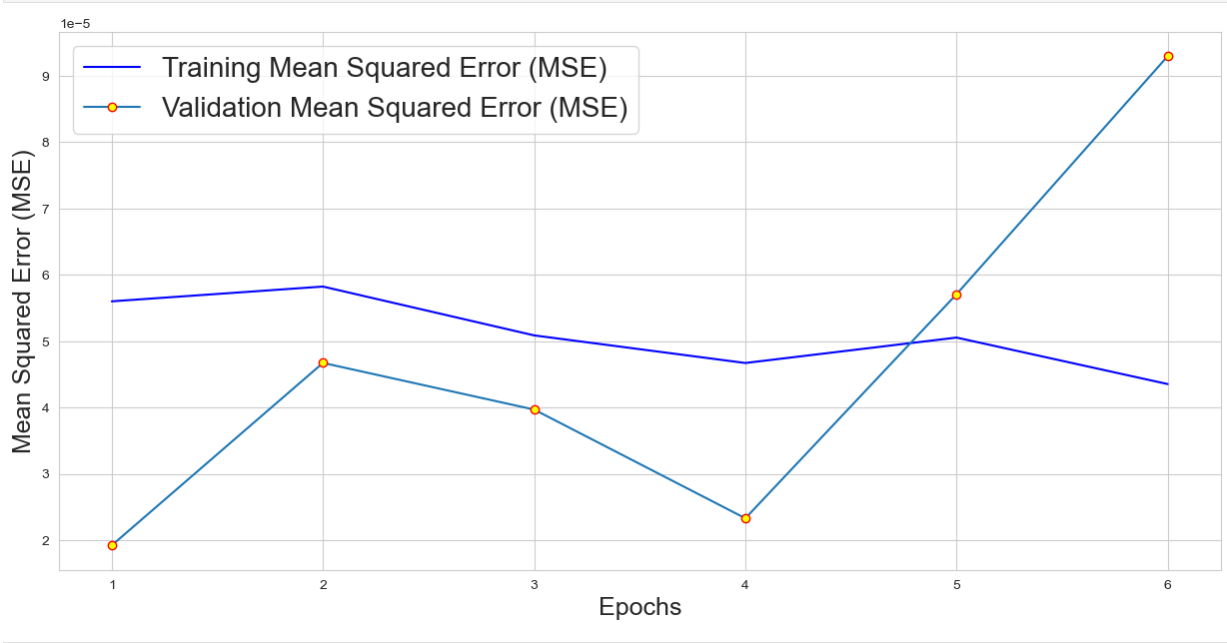 1e−5
Training Mean Squared Error (MSE)
Validation Mean Squared Error (MSE)
Mean Squared Error (MSE)
9
8
7
6
5
4
3
2
1 2 3 4 5 6
Epochs